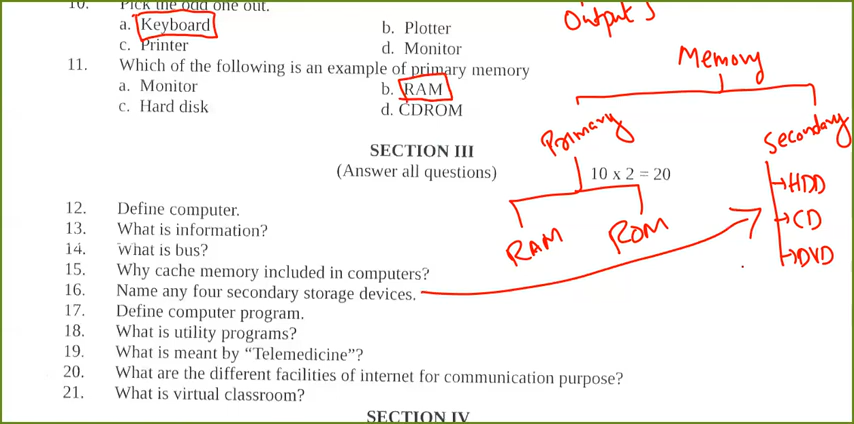 10. Pick the odd one out.
a. Keyboard b. Plotter
c. Printer d. Monitor
11. Which of the following is an example of primary memory
a. Monitor b. RAM
c. Hard disk d. CDROM
SECTION III
(Answer all questions) 10 x 2 = 20
12. Define computer.
13. What is information?
14. What is bus?
15. Why cache memory included in computers?
16. Name any four secondary storage devices.
17. Define computer program.
18. What is utility programs?
19. What is meant by “Telemedicine”?
20. What are the different facilities of internet for communication purpose?
21. What is virtual classroom?
SECTION IV
Output
Memory
Primary
Secondary
RAM
ROM
HDD
CD
DVD